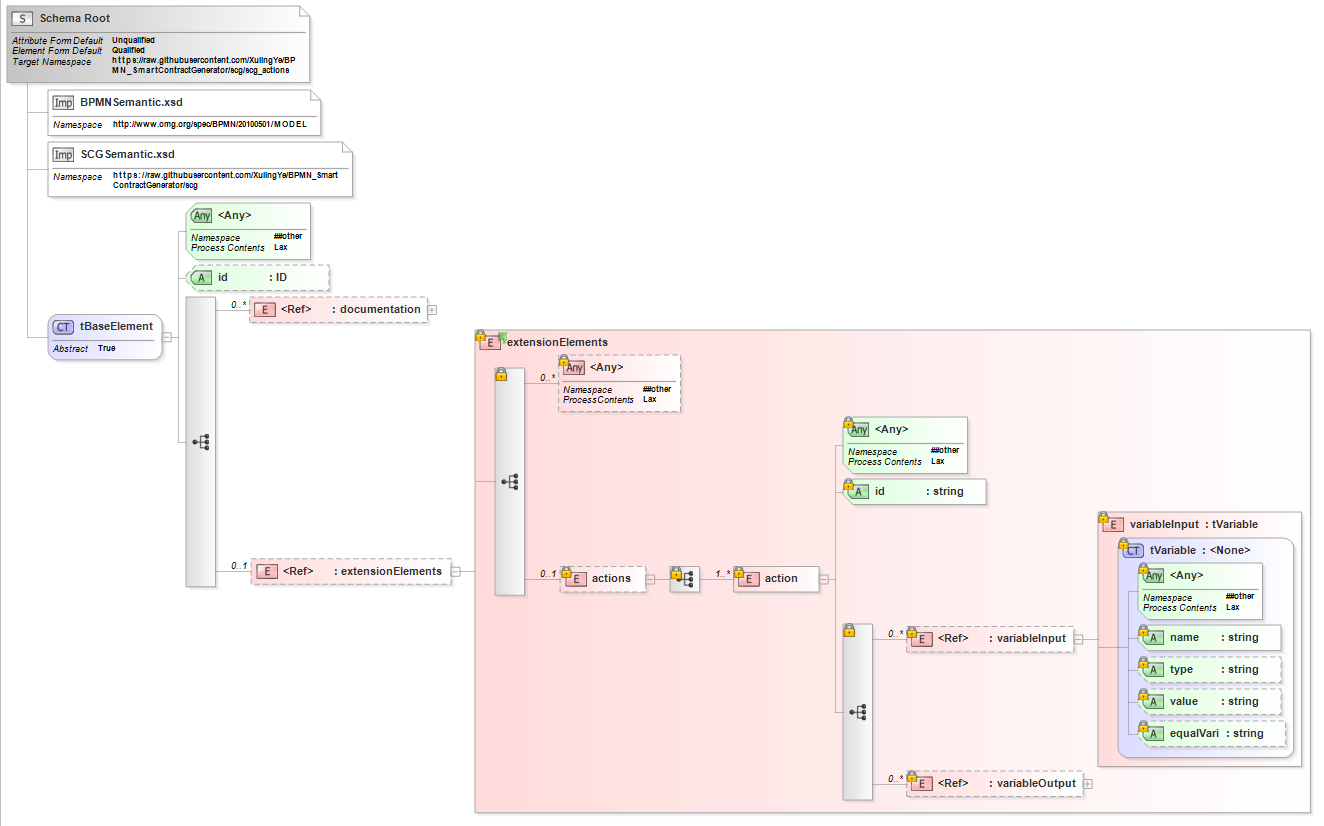 S Schema Root
Attribute Form Default Unqualified
Element Form Default Qualified
Target Namespace https://raw.githubusercontent.com/XulingYe/BP
MN_SmartContractGenerator/scg/scg_actions
Imp BPMNSemantic.xsd
Namespace http://www.omg.org/spec/BPMN/20100501/MODEL
Imp SCGSemantic.xsd
Namespace https://raw.githubusercontent.com/XulingYe/BPMN_Smart
ContractGenerator/scg
Any <Any>
Namespace ##other
Process Contents Lax
A id : ID
0..* E <Ref> : documentation
CT tBaseElement
Abstract True
E extensionElements
0..* Any <Any>
Namespace ##other
ProcessContents Lax
Any <Any>
Namespace ##other
Process Contents Lax
A id : string
E variableInput : tVariable
CT tVariable : <None>
Any <Any>
Namespace ##other
Process Contents Lax
0..1 E <Ref> : extensionElements
0..1 E actions 1..* E action
0..* E <Ref> : variableInput
A name : string
A type : string
A value : string
A equalVari : string
0..* E <Ref> : variableOutput